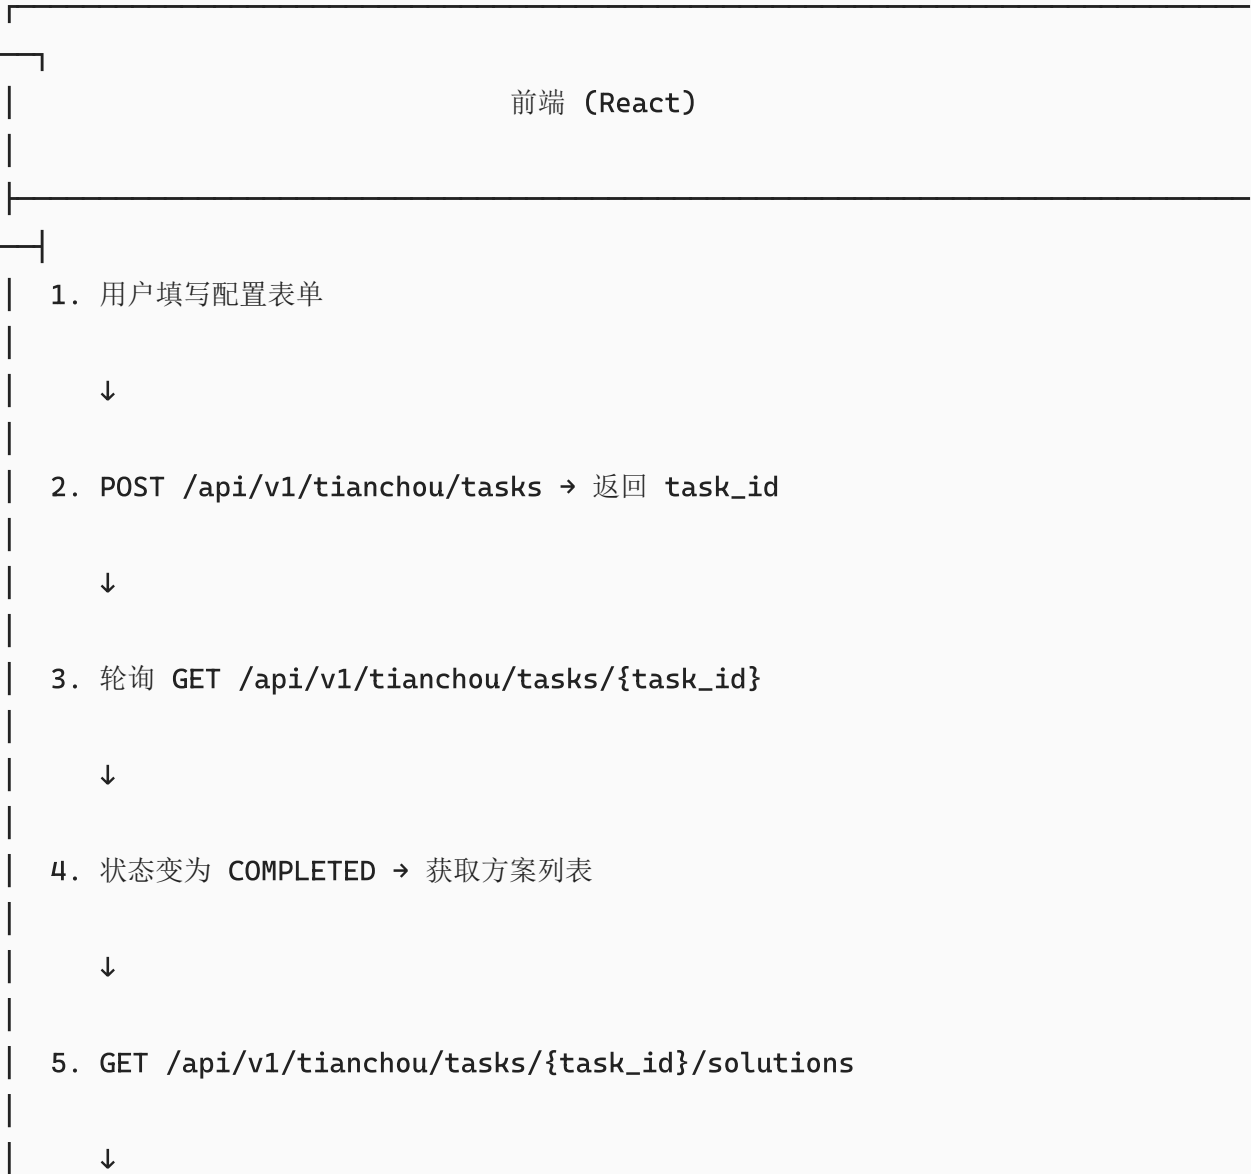 前端 (React)
1. 用户填写配置表单
↓
2. POST /api/v1/tianchou/tasks → 返回 task_id
↓
3. 轮询 GET /api/v1/tianchou/tasks/{task_id}
↓
4. 状态变为 COMPLETED → 获取方案列表
↓
5. GET /api/v1/tianchou/tasks/{task_id}/solutions
↓